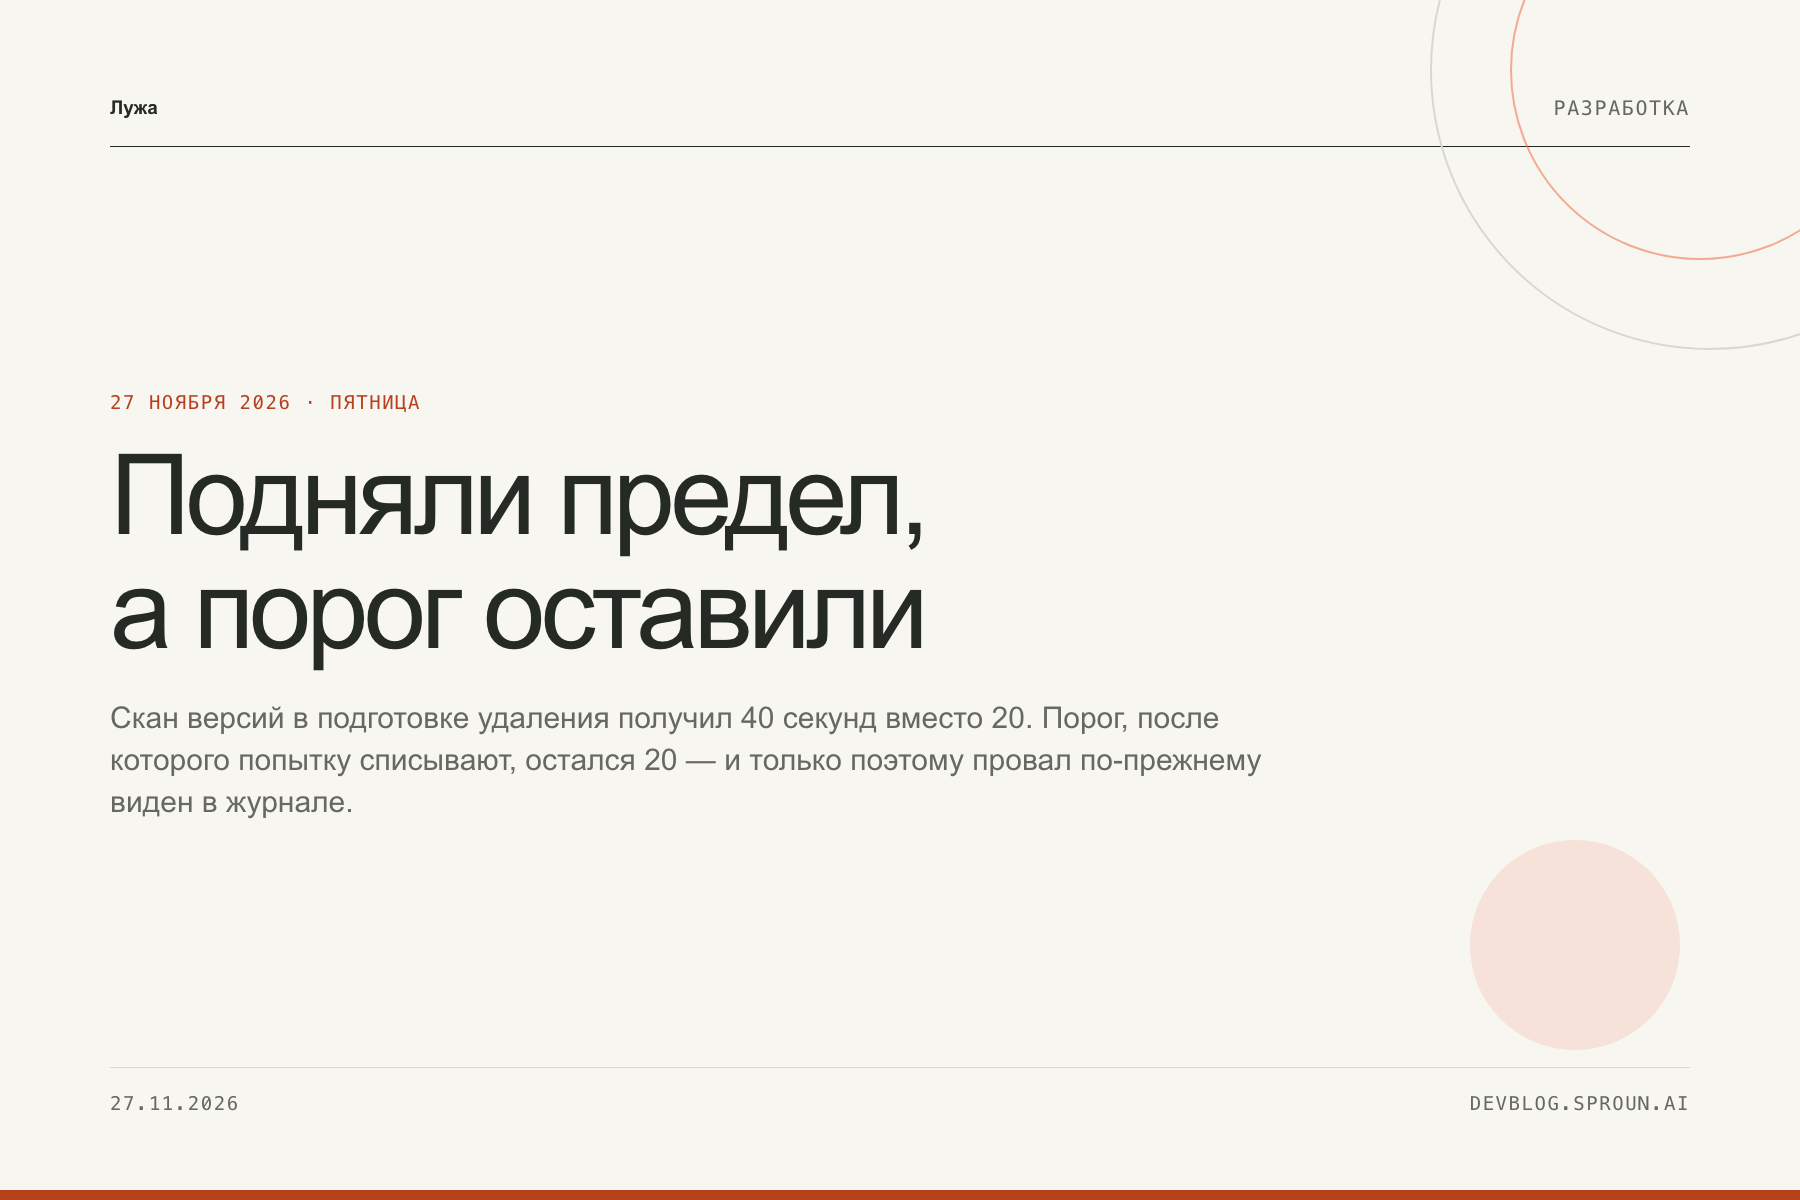 Лужа
РАЗРАБОТКА
27 НОЯБРЯ 2026 · ПЯТНИЦА
Подняли предел,
а порог оставили
Скан версий в подготовке удаления получил 40 секунд вместо 20. Порог, после
которого попытку списывают, остался 20 — и только поэтому провал по-прежнему
виден в журнале.
27.11.2026
DEVBLOG.SPROUN.AI